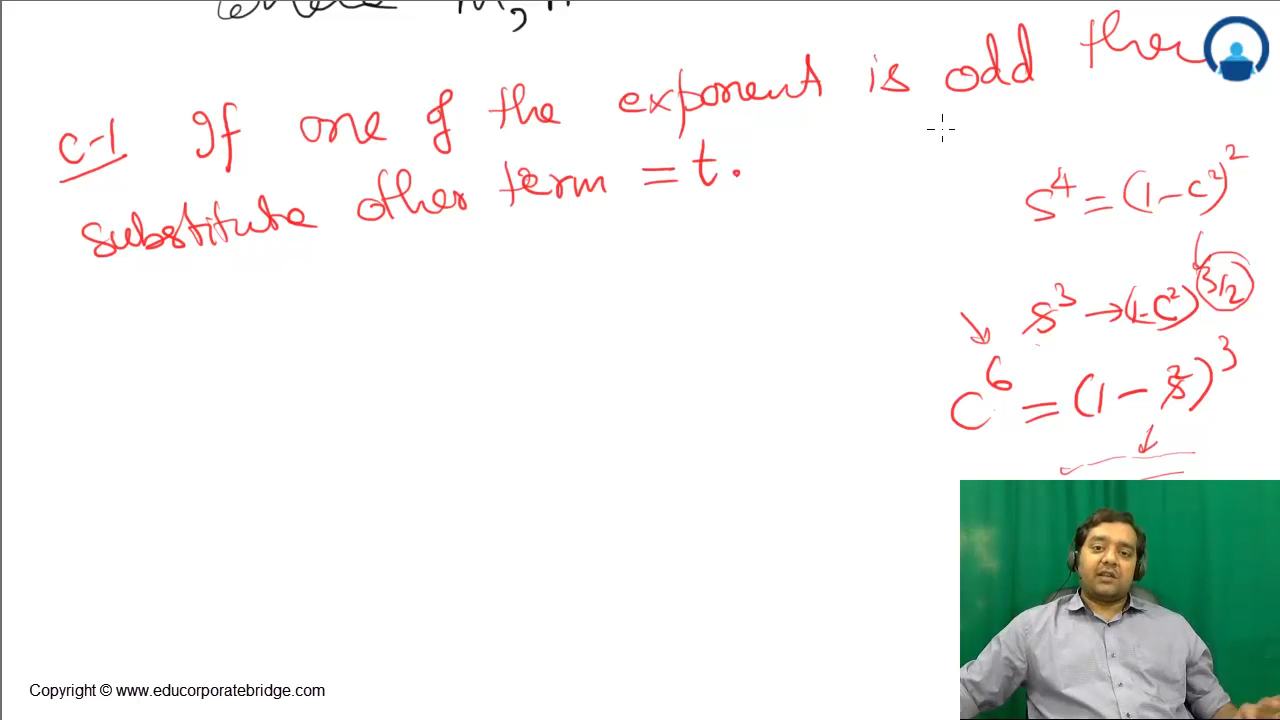 where m,
C-1 If one of the exponent is odd then
substitute other term = t.
S⁴ = (1 - C²)²
S³ → (1 - C²)^3/2
C⁶ = (1 - S²)³
Copyright © www.educorporatebridge.com